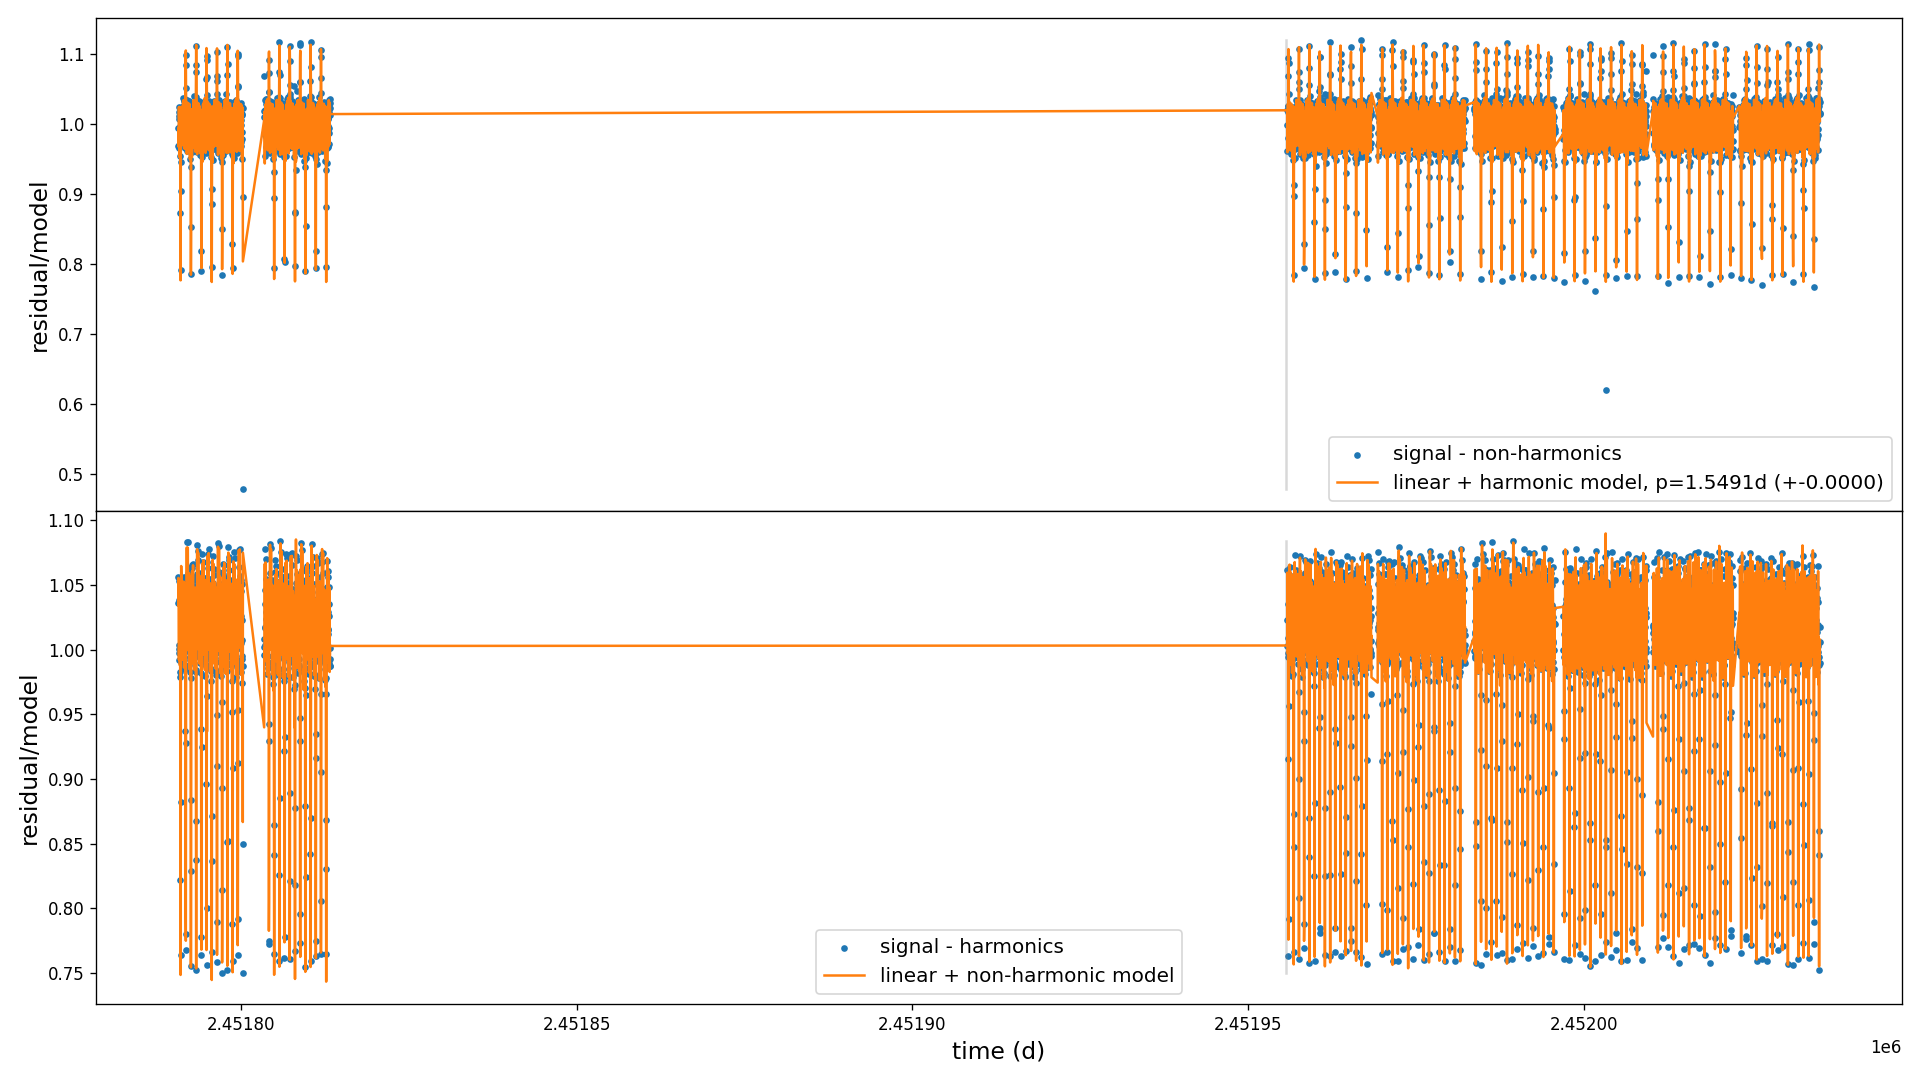 1.1
1.0
0.9
0.8
0.7
0.6
0.5
residual/model
signal - non-harmonics
linear + harmonic model, p=1.5491d (+-0.0000)
1.10
1.05
1.00
0.95
0.90
0.85
0.80
0.75
residual/model
signal - harmonics
linear + non-harmonic model
2.45180
2.45185
2.45190
2.45195
2.45200
1e6
time (d)